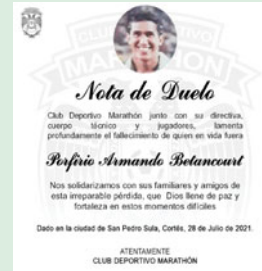 Nota de Duelo
Club Deportivo Marathón junto con su directiva,
cuerpo técnico y jugadores, lamenta
profundamente el fallecimiento de quien en vida fuera
Porfirio Armando Betancourt
Nos solidarizamos con sus familiares y amigos de
esta irreparable pérdida, que Dios llene de paz y
fortaleza en estos momentos difíciles
Dado en la ciudad de San Pedro Sula, Cortés, 28 de Julio de 2021.
ATENTAMENTE
CLUB DEPORTIVO MARATHÓN